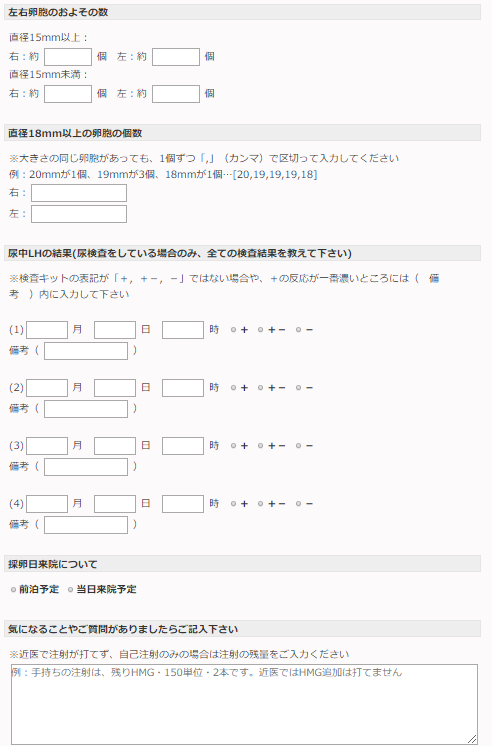 左右卵胞のおよその数
直径15mm以上：
右：約 個 左：約 個
直径15mm未満：
右：約 個 左：約 個
直径18mm以上の卵胞の個数
※大きさの同じ卵胞があっても、1個ずつ「,」（カンマ）で区切って入力してください
例：20mmが1個、19mmが3個、18mmが1個…[20,19,19,19,18]
右：
左：
尿中LHの結果(尿検査をしている場合のみ、全ての検査結果を教えて下さい)
※検査キットの表記が「＋，＋－，－」ではない場合や、＋の反応が一番濃いところには（　備
考　）内に入力して下さい
(1) 月 日 時 ＋ ＋－ －
備考（ ）
(2) 月 日 時 ＋ ＋－ －
備考（ ）
(3) 月 日 時 ＋ ＋－ －
備考（ ）
(4) 月 日 時 ＋ ＋－ －
備考（ ）
採卵日来院について
前泊予定 当日来院予定
気になることやご質問がありましたらご記入下さい
※近医で注射が打てず、自己注射のみの場合は注射の残量をご入力ください
例：手持ちの注射は、残りHMG・150単位・2本です。近医ではHMG追加は打てません